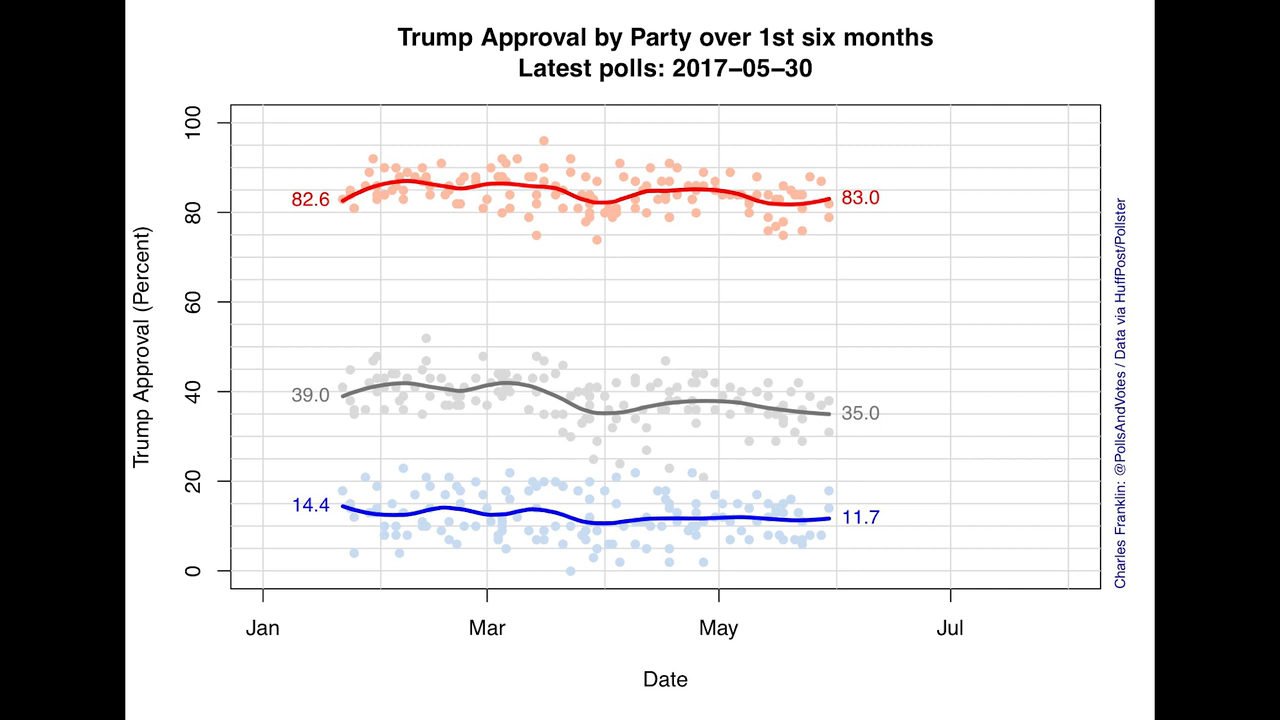 Trump Approval by Party over 1st six months
Latest polls: 2017–05–30
Trump Approval (Percent)
100
80
60
40
20
0
82.6
83.0
39.0
35.0
14.4
11.7
Jan
Mar
May
Jul
Date
Charles Franklin: @PollsAndVotes / Data via HuffPost/Pollster